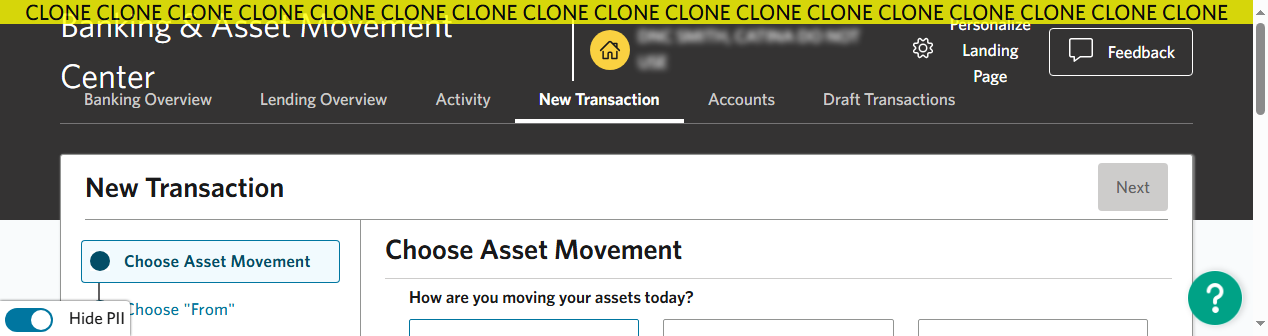 CLONE CLONE CLONE CLONE CLONE CLONE CLONE CLONE CLONE CLONE CLONE CLONE CLONE CLONE CLONE CLONE CLONE
Banking & Asset Movement
Center
Personalize
Landing
Page
Feedback
Banking Overview Lending Overview Activity New Transaction Accounts Draft Transactions
New Transaction
Next
Choose Asset Movement
Choose "From"
Choose Asset Movement
How are you moving your assets today?
Hide PII
?